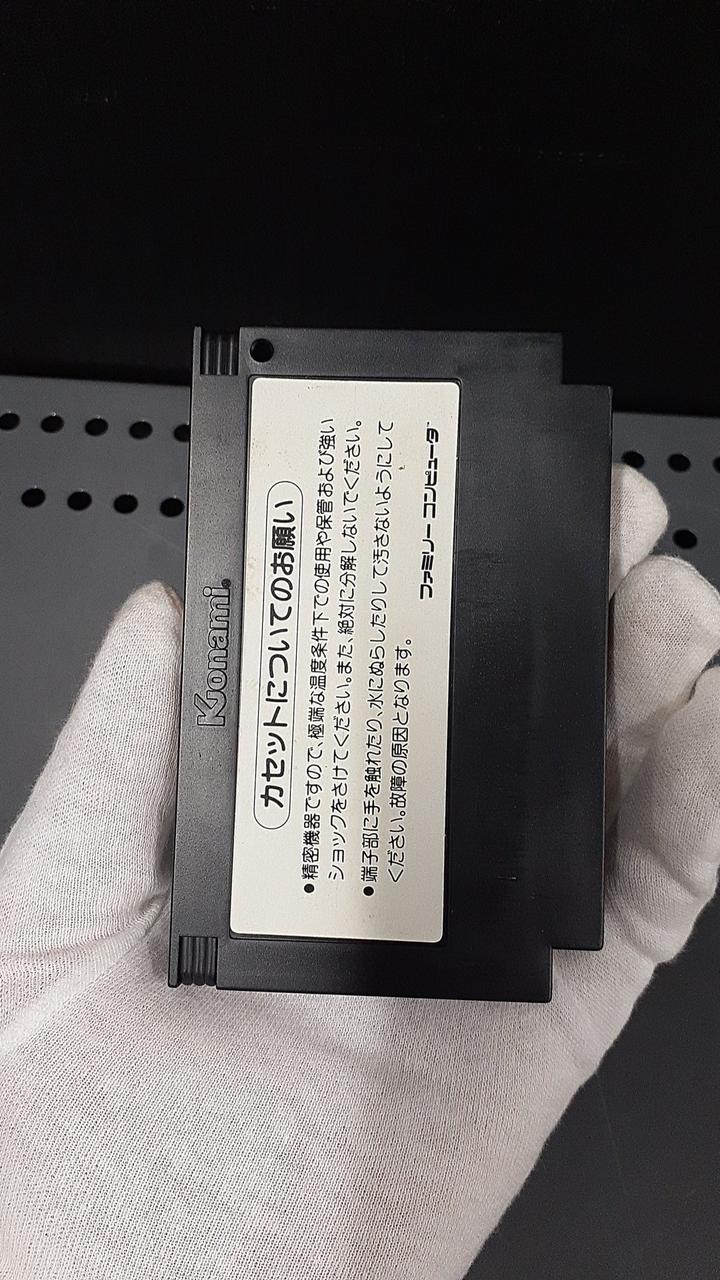 Konami
カセットについてのお願い
●精密機器ですので、極端な温度条件下での使用や保管および強い
ショックをさけてください。また、絶対に分解しないでください。
●端子部に手を触れたり、水にぬらしたりして汚さないようにして
ください。故障の原因となります。
ファミリー コンピュータ™